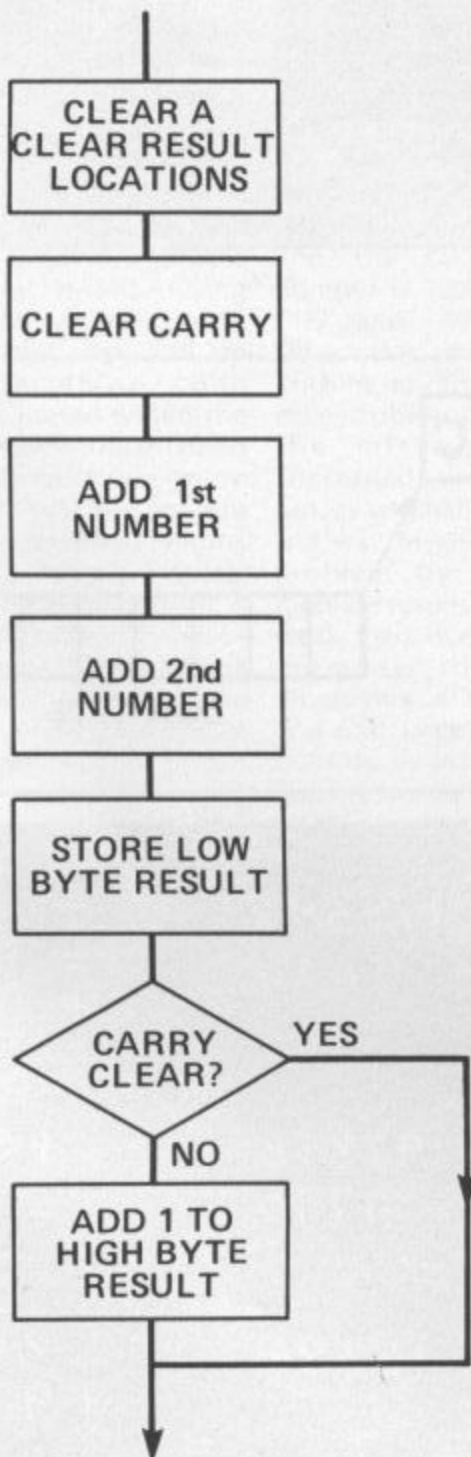 CLEAR A
CLEAR RESULT
LOCATIONS
CLEAR CARRY
ADD 1st
NUMBER
ADD 2nd
NUMBER
STORE LOW
BYTE RESULT
CARRY
CLEAR?
YES
NO
ADD 1 TO
HIGH BYTE
RESULT